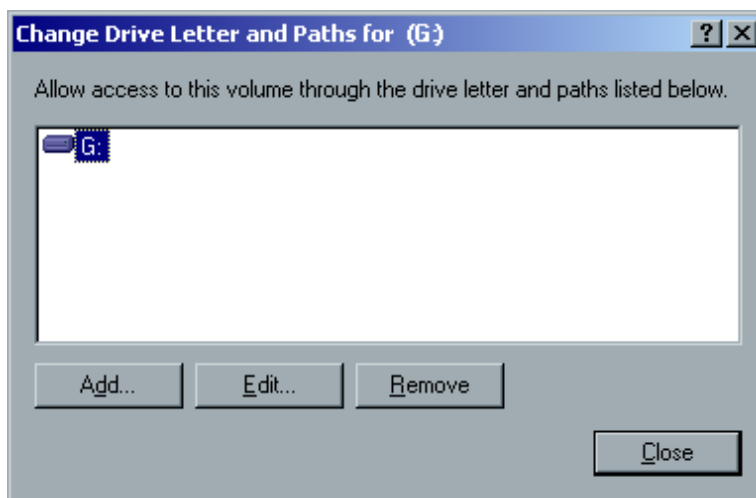 Change Drive Letter and Paths for (G:)
Allow access to this volume through the drive letter and paths listed below.
G:
Add... Edit... Remove
Close